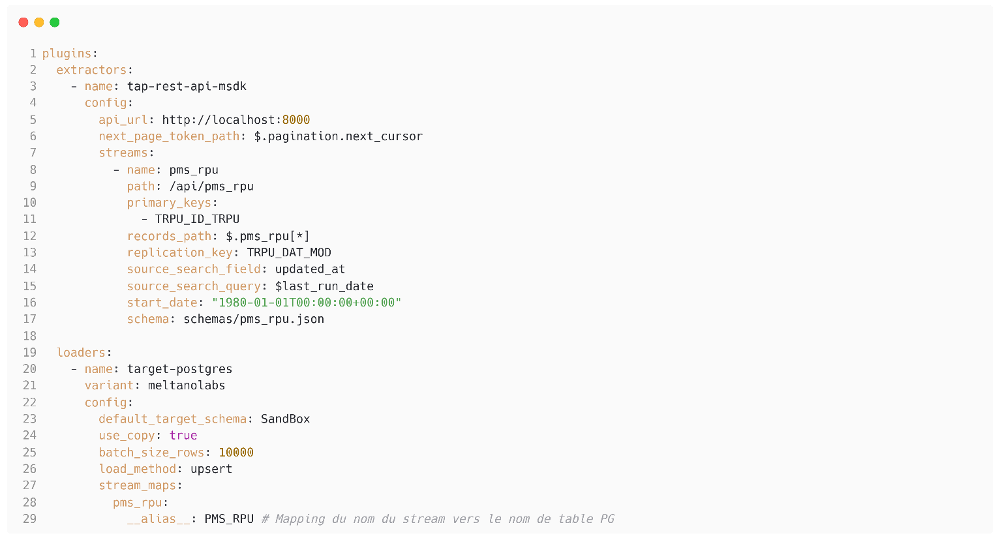 1 plugins:
2   extractors:
3     - name: tap-rest-api-msdk
4       config:
5         api_url: http://localhost:8000
6         next_page_token_path: $.pagination.next_cursor
7         streams:
8           - name: pms_rpu
9             path: /api/pms_rpu
10             primary_keys:
11               - TRPU_ID_TRPU
12             records_path: $.pms_rpu[*]
13             replication_key: TRPU_DAT_MOD
14             source_search_field: updated_at
15             source_search_query: $last_run_date
16             start_date: "1980-01-01T00:00:00+00:00"
17             schema: schemas/pms_rpu.json
18
19   loaders:
20     - name: target-postgres
21       variant: meltanolabs
22       config:
23         default_target_schema: SandBox
24         use_copy: true
25         batch_size_rows: 10000
26         load_method: upsert
27         stream_maps:
28           pms_rpu:
29             __alias__: PMS_RPU # Mapping du nom du stream vers le nom de table PG